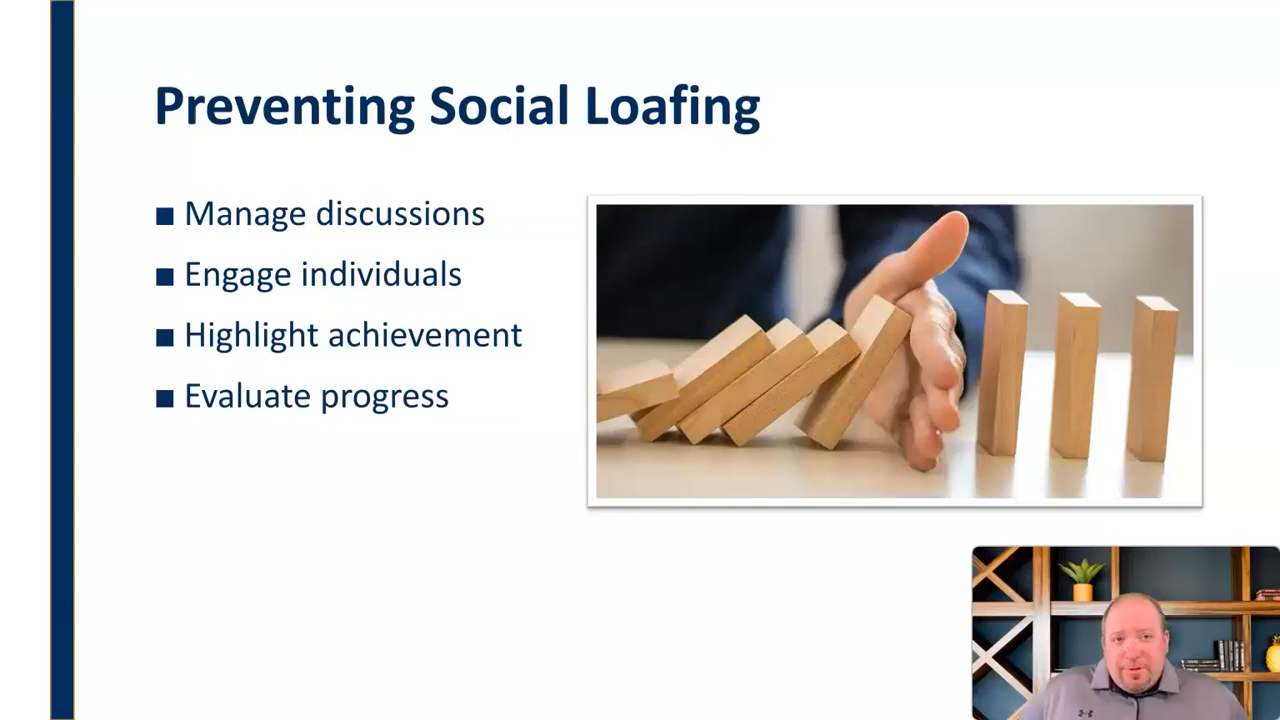 Preventing Social Loafing
■ Manage discussions
■ Engage individuals
■ Highlight achievement
■ Evaluate progress